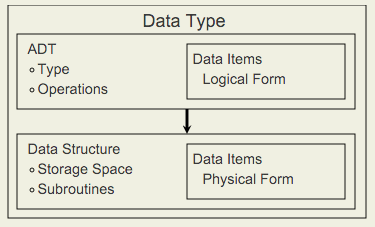 Data Type
ADT
Type
Operations
Data Items
Logical Form
Data Structure
Storage Space
Subroutines
Data Items
Physical Form